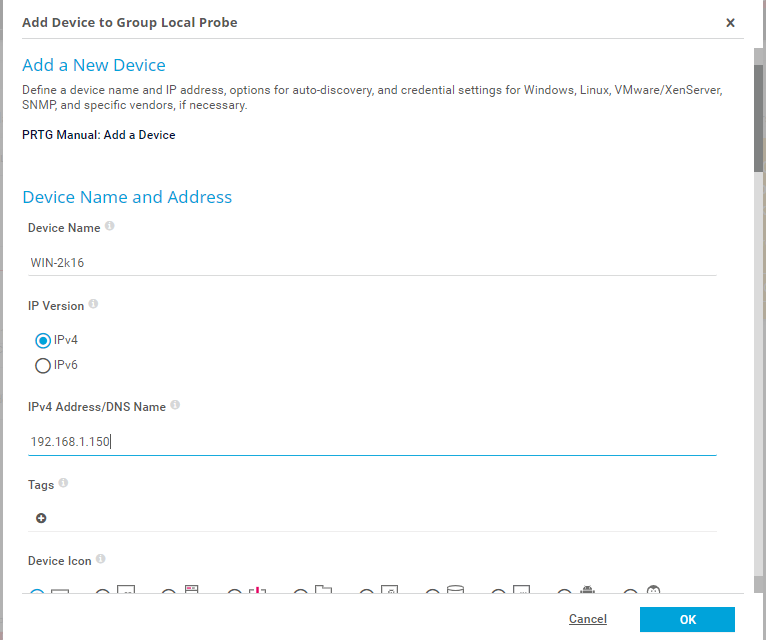 Add Device to Group Local Probe
Add a New Device
Define a device name and IP address, options for auto-discovery, and credential settings for Windows, Linux, VMware/XenServer,
SNMP, and specific vendors, if necessary.
PRTG Manual: Add a Device
Device Name and Address
Device Name
WIN-2k16
IP Version
IPv4
IPv6
IPv4 Address/DNS Name
192.168.1.150
Tags
Device Icon
Cancel OK